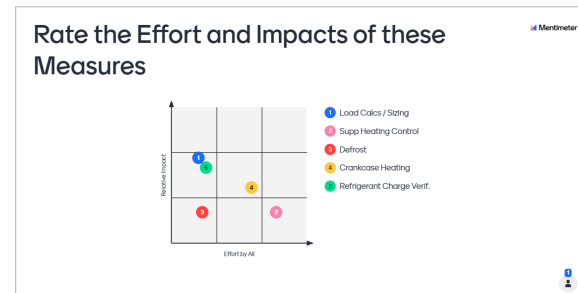 Rate the Effort and Impacts of these
Measures
Mentimeter
1 Load Calcs / Sizing
2 Supp Heating Control
3 Defrost
4 Crankcase Heating
5 Refrigerant Charge Verif.
Relative Impact
1
5
4
3
2
Effort by All
1